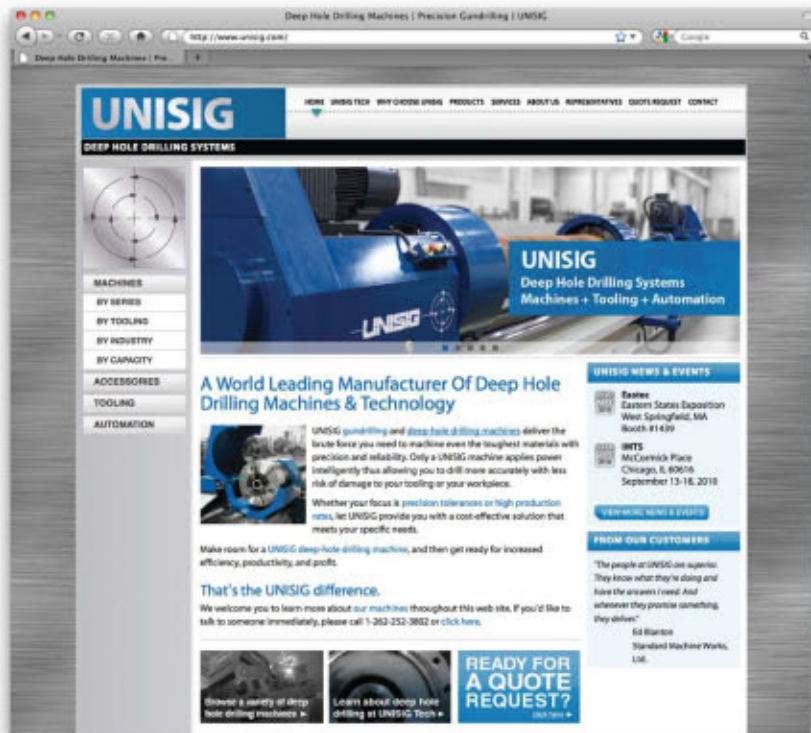 Deep Hole Drilling Machines | Precision Gundrilling | UNISIG
http://www.unisig.com/
Google
Deep Hole Drilling Machines | Pre...
UNISIG
HOME UNISIG TECH WHY CHOOSE UNISIG PRODUCTS SERVICES ABOUT US REPRESENTATIVES QUOTE REQUEST CONTACT
DEEP HOLE DRILLING SYSTEMS
MACHINES
BY SERIES
BY TOOLING
BY INDUSTRY
BY CAPACITY
ACCESSORIES
TOOLING
AUTOMATION
UNISIG
UNISIG
Deep Hole Drilling Systems
Machines + Tooling + Automation
A World Leading Manufacturer Of Deep Hole
Drilling Machines & Technology
UNISIG gundrilling and deep hole drilling machines deliver the
brute force you need to machine even the toughest materials with
precision and reliability. Only a UNISIG machine applies power
intelligently thus allowing you to drill more accurately with less
risk of damage to your tooling or your workpiece.
Whether your focus is precision tolerances or high production
rates, let UNISIG provide you with a cost-effective solution that
meets your specific needs.
Make room for a UNISIG deep-hole drilling machine, and then get ready for increased
efficiency, productivity, and profit.
That's the UNISIG difference.
We welcome you to learn more about our machines throughout this web site. If you'd like to
talk to someone immediately, please call 1-262-252-3802 or click here.
Browse a variety of deep
hole drilling machines
Learn about deep hole
drilling at UNISIG Tech
READY FOR
A QUOTE
REQUEST?
click here
UNISIG NEWS & EVENTS
Eastec
Eastern States Exposition
West Springfield, MA
Booth #1439
IMTS
McCormick Place
Chicago, IL 60616
September 13-18, 2010
VIEW MORE NEWS & EVENTS
FROM OUR CUSTOMERS
"The people at UNISIG are superior.
They know what they're doing and
have the answers I need. And
whenever they promise something,
they deliver."
Ed Blanton
Standard Machine Works,
Ltd.